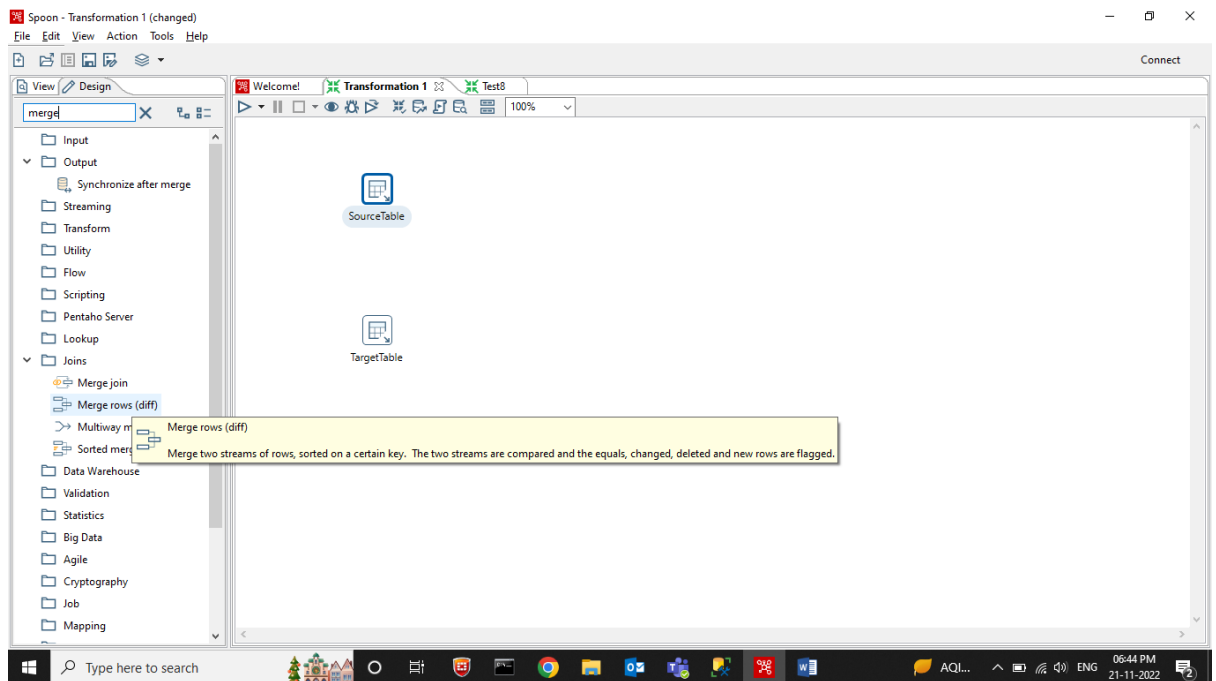 Spoon - Transformation 1 (changed)
File Edit View Action Tools Help
Connect
View Design
Welcome! Transformation 1 Test8
merge
100%
Input
Output
Synchronize after merge
Streaming
Transform
Utility
Flow
Scripting
Pentaho Server
Lookup
Joins
Merge join
Merge rows (diff)
Multiway m
Sorted mer
Data Warehouse
Validation
Statistics
Big Data
Agile
Cryptography
Job
Mapping
SourceTable
TargetTable
Merge rows (diff)
Merge two streams of rows, sorted on a certain key. The two streams are compared and the equals, changed, deleted and new rows are flagged.
Type here to search
AQI... ENG
06:44 PM
21-11-2022
2